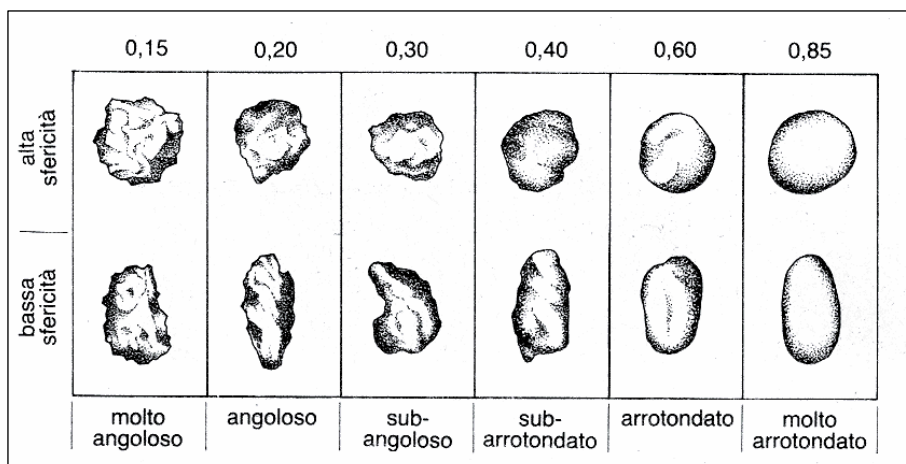 0,15 0,20 0,30 0,40 0,60 0,85
alta
sfericità
bassa
sfericità
molto
angoloso
angoloso
sub-
angoloso
sub-
arrotondato
arrotondato
molto
arrotondato